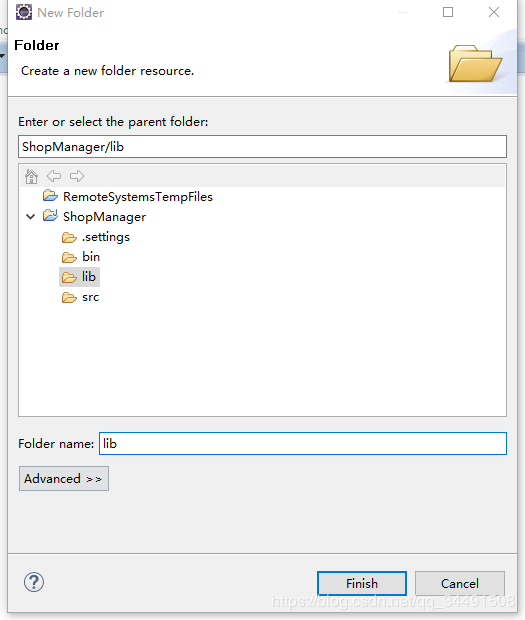 New Folder
Folder
Create a new folder resource.
Enter or select the parent folder:
ShopManager/lib
RemoteSystemsTempFiles
ShopManager
.settings
bin
lib
src
Folder name: lib
Advanced >>
?
Finish Cancel
https://blog.csdn.net/qq_34491508